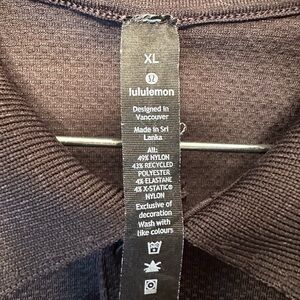 XL
lululemon
Designed in
Vancouver
Made in Sri
Lanka
All:
49% NYLON
43% RECYCLED
POLYESTER
4% ELASTANE
4% X-STATIC®
NYLON
Exclusive of
decoration
Wash with
like colours